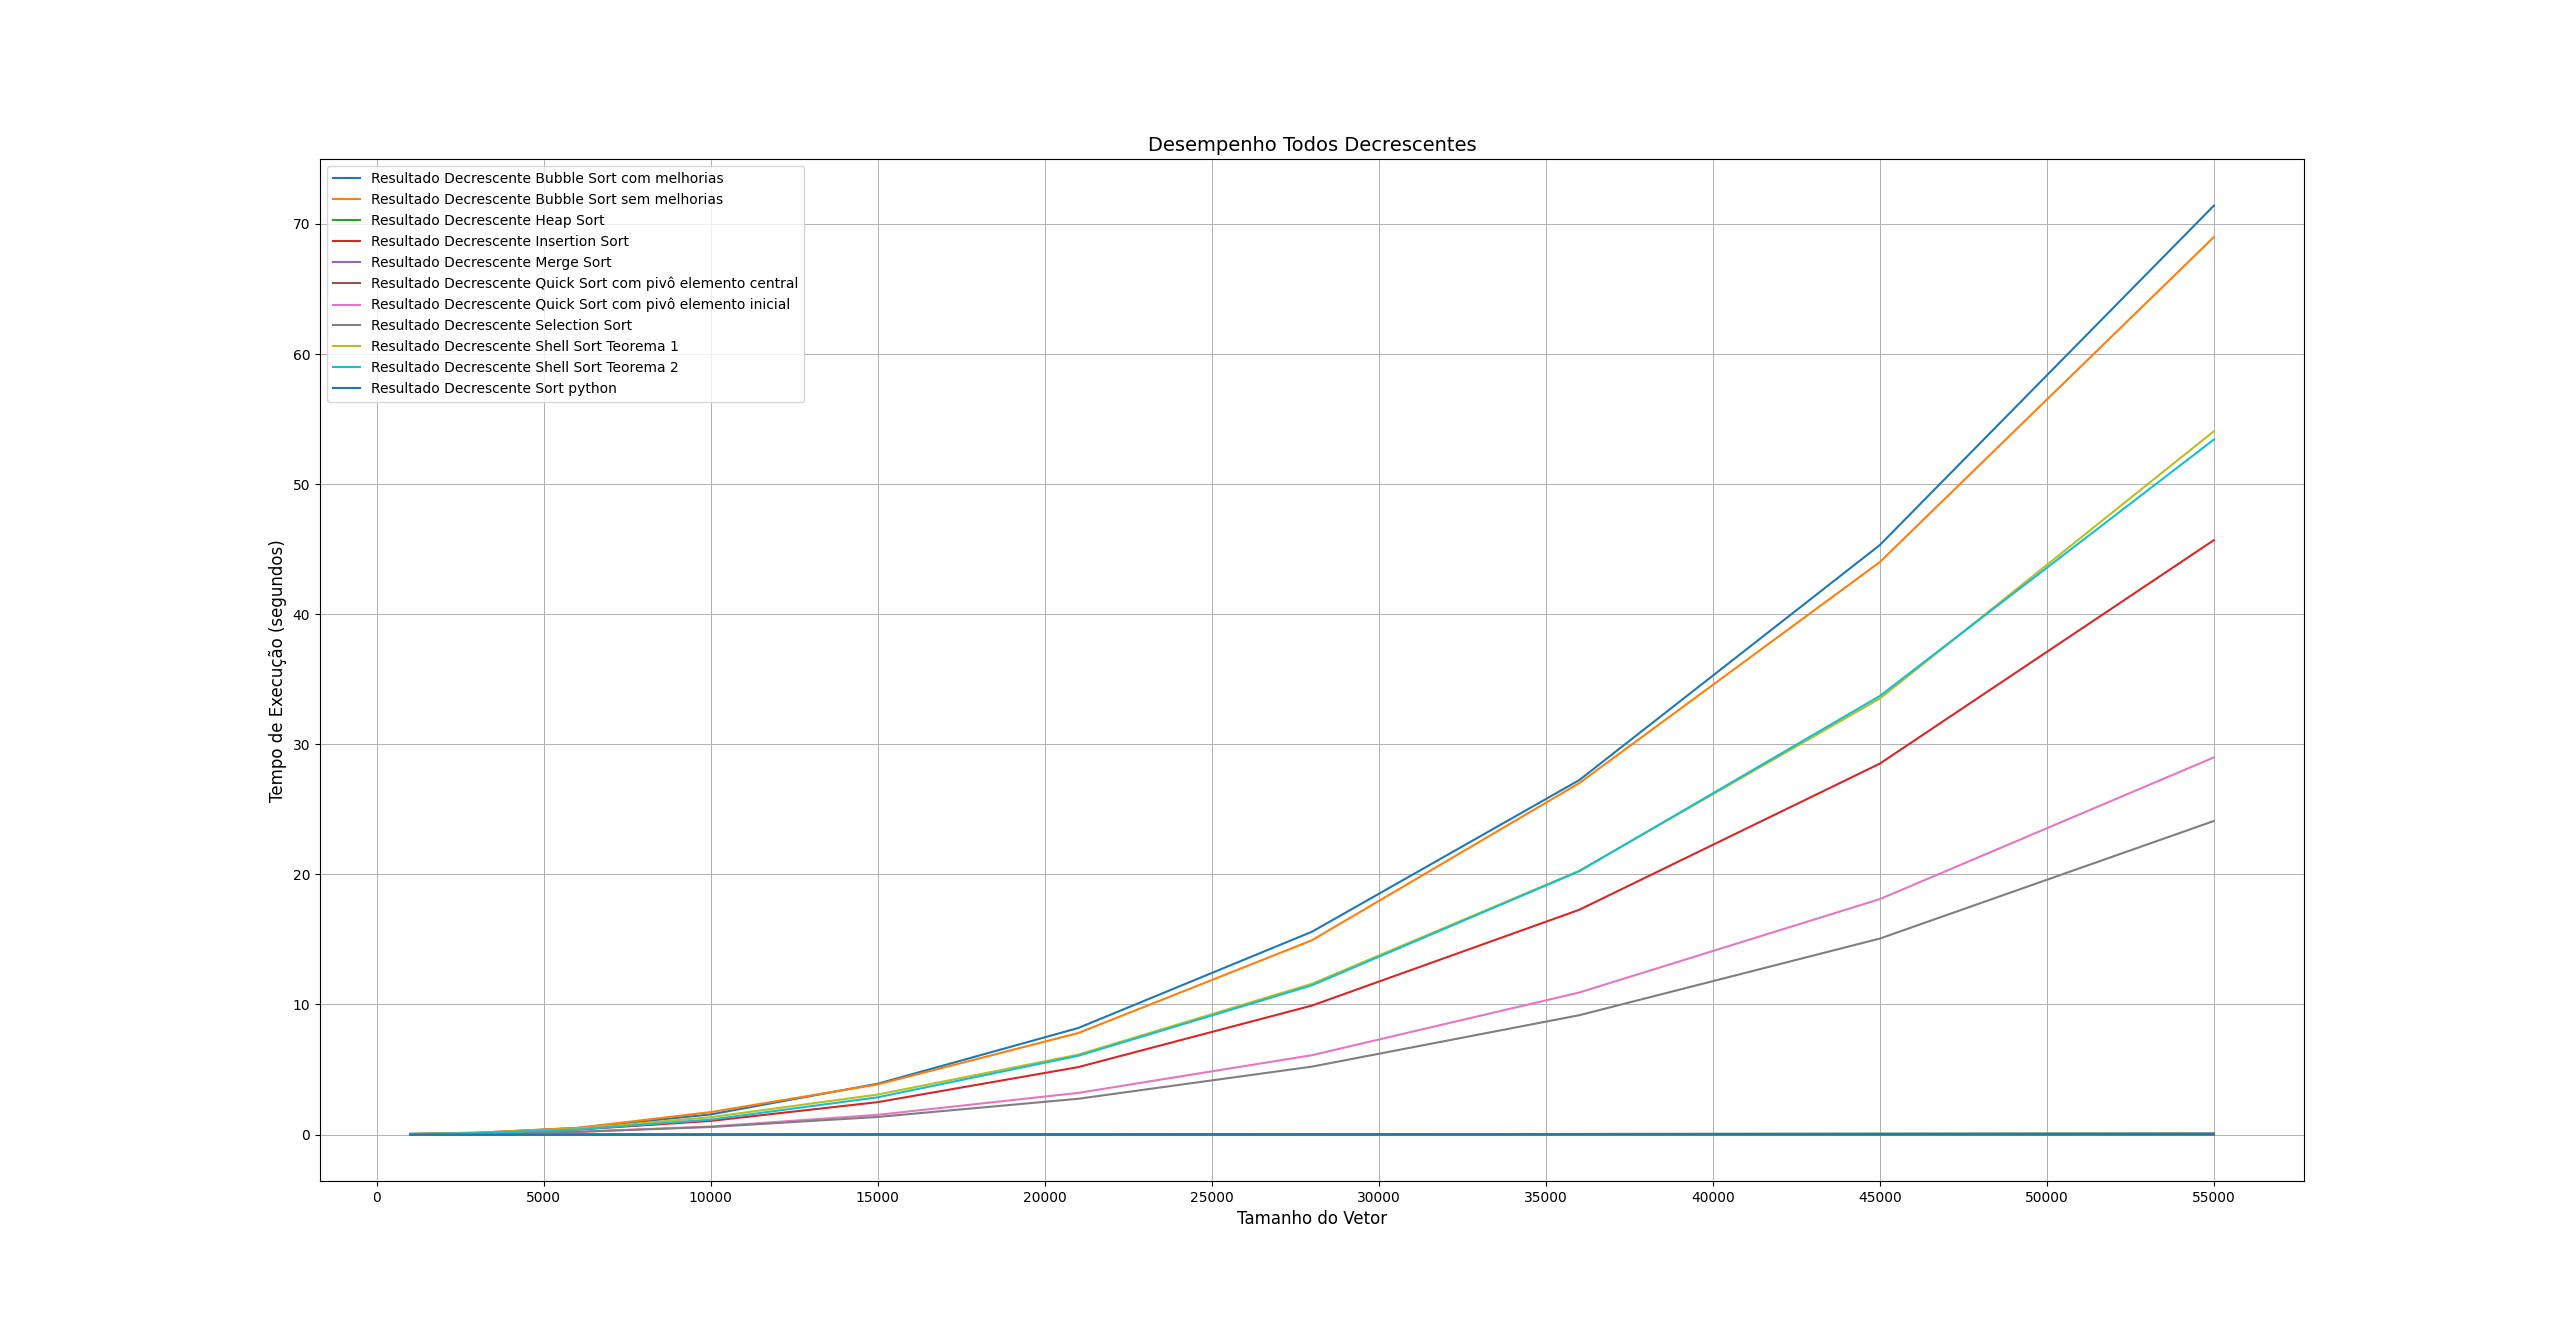 Desempenho Todos Decrescentes
Resultado Decrescente Bubble Sort com melhorias
Resultado Decrescente Bubble Sort sem melhorias
Resultado Decrescente Heap Sort
Resultado Decrescente Insertion Sort
Resultado Decrescente Merge Sort
Resultado Decrescente Quick Sort com pivô elemento central
Resultado Decrescente Quick Sort com pivô elemento inicial
Resultado Decrescente Selection Sort
Resultado Decrescente Shell Sort Teorema 1
Resultado Decrescente Shell Sort Teorema 2
Resultado Decrescente Sort python
Tempo de Execução (segundos)
70
60
50
40
30
20
10
0
0 5000 10000 15000 20000 25000 30000 35000 40000 45000 50000 55000
Tamanho do Vetor